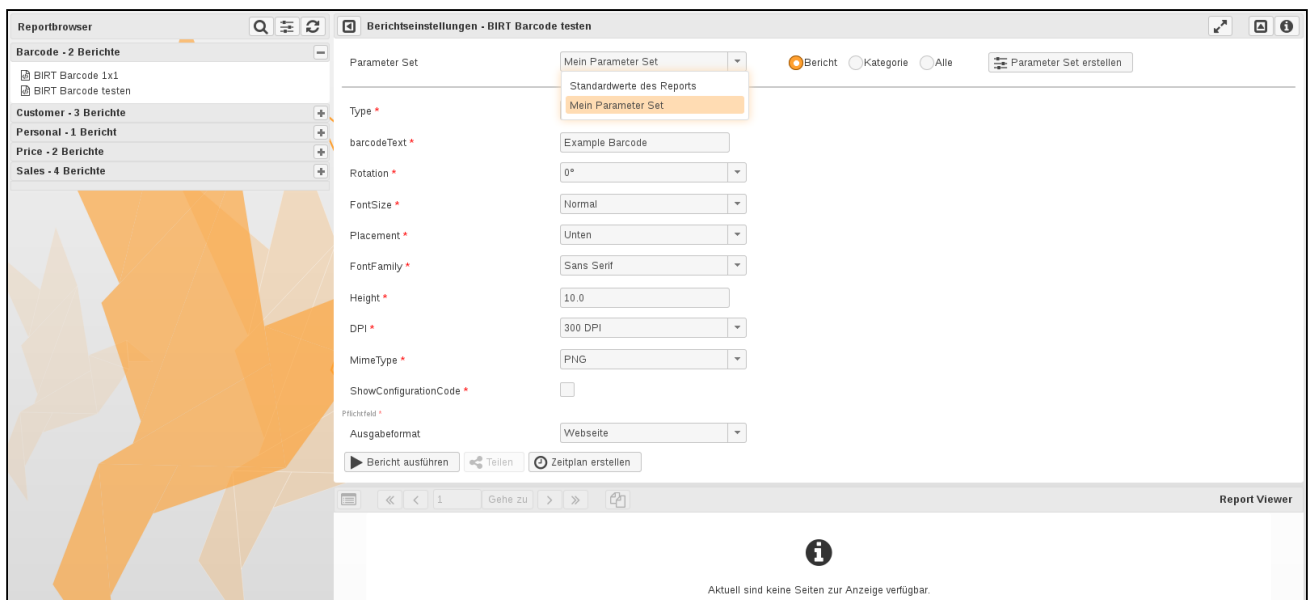 Reportbrowser
Berichtseinstellungen - BIRT Barcode testen
Barcode - 2 Berichte
BIRT Barcode 1x1
BIRT Barcode testen
Customer - 3 Berichte
Personal - 1 Bericht
Price - 2 Berichte
Sales - 4 Berichte
Parameter Set Mein Parameter Set Bericht Kategorie Alle Parameter Set erstellen
Standardwerte des Reports
Mein Parameter Set
Type *
barcodeText * Example Barcode
Rotation * 0°
FontSize * Normal
Placement * Unten
FontFamily * Sans Serif
Height * 10.0
DPI * 300 DPI
MimeType * PNG
ShowConfigurationCode *
Pflichtfeld *
Ausgabeformat Webseite
Bericht ausführen Teilen Zeitplan erstellen
1 Gehe zu Report Viewer
Aktuell sind keine Seiten zur Anzeige verfügbar.